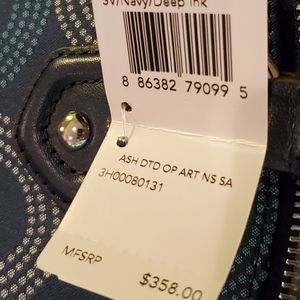 SV/Navy/Deep Ink
8 86382 79099 5
ASH DTD OP ART NS SA
3H00080131
MFSRP
$358.00